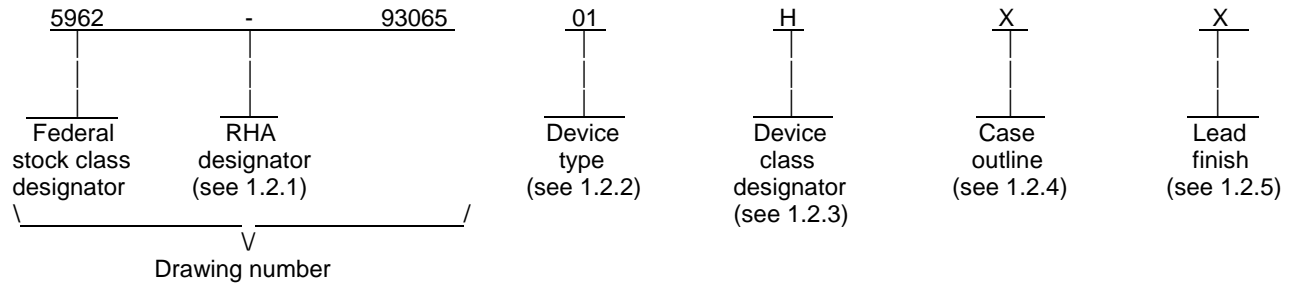 5962 - 93065 01 H X X
Federal RHA Device Device Case Lead
stock class designator type class outline finish
designator (see 1.2.1) (see 1.2.2) designator (see 1.2.4) (see 1.2.5)
(see 1.2.3)
\ /
\/
Drawing number